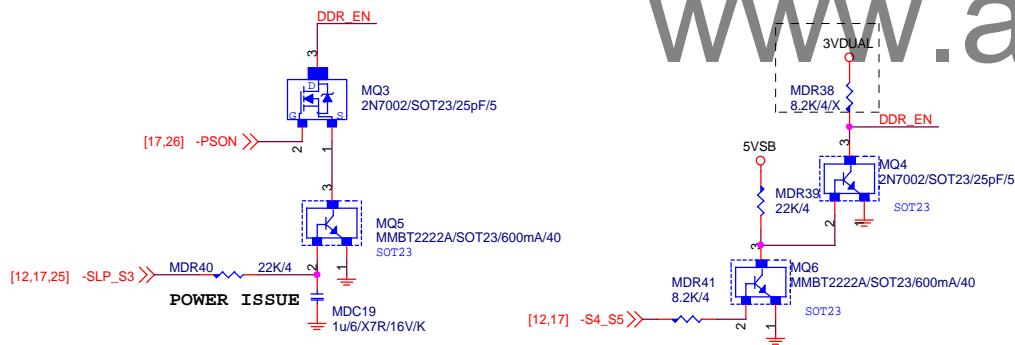 www.a
DDR_EN
3
D
G
S
MQ3
2N7002/SOT23/25pF/5
[17,26] -PSON
2
1
3
MQ5
MMBT2222A/SOT23/600mA/40
SOT23
[12,17,25] -SLP_S3
MDR40
22K/4
2
1
POWER ISSUE
MDC19
1u/6/X7R/16V/K
3VDUAL
MDR38
8.2K/4/X
DDR_EN
3
5VSB
MQ4
2N7002/SOT23/25pF/5
SOT23
MDR39
22K/4
2
1
3
MQ6
MMBT2222A/SOT23/600mA/40
SOT23
MDR41
8.2K/4
[12,17] -S4_S5
2
1